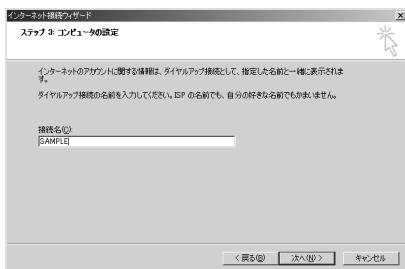 インターネット接続ウィザード
ステップ 3: コンピュータの設定
インターネットのアカウントに関する情報は、ダイヤルアップ接続として、指定した名前と一緒に表示されま
す。
ダイヤルアップ接続の名前を入力してください。ISP の名前でも、自分の好きな名前でもかまいません。
接続名(C):
SAMPLE
< 戻る(B)
次へ(N) >
キャンセル